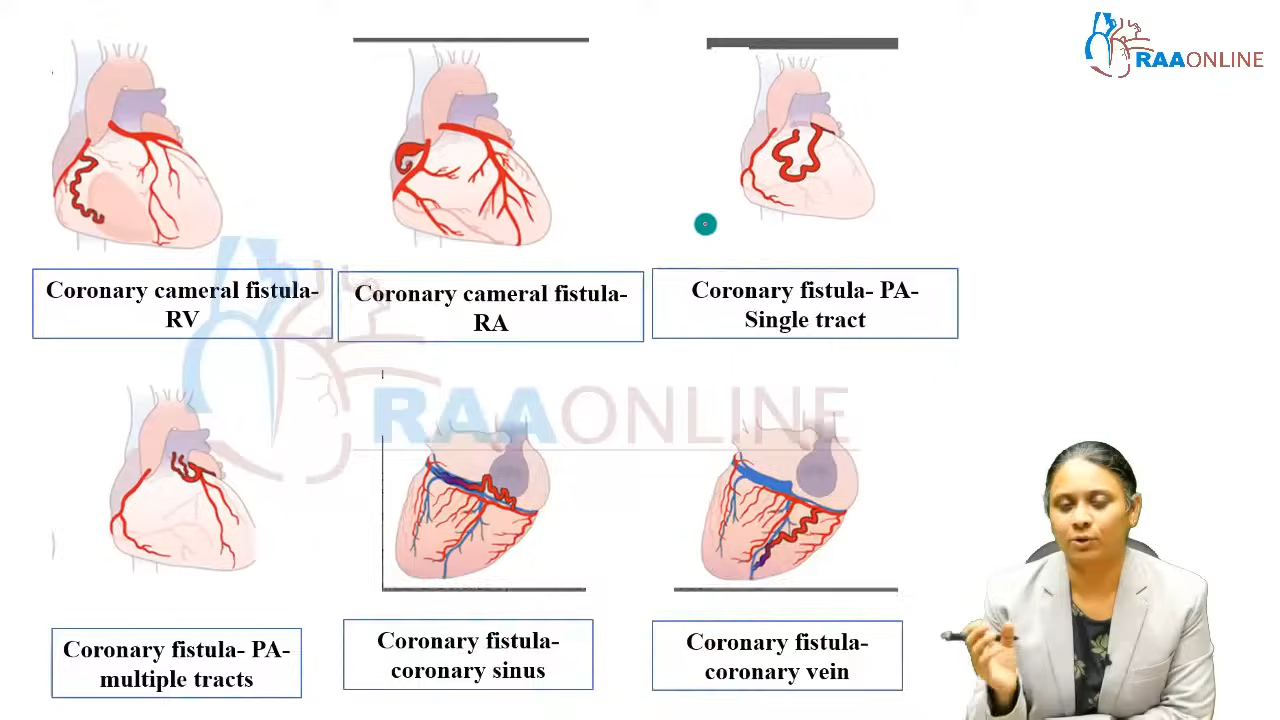 RAAONLINE
Coronary cameral fistula-
RV
Coronary cameral fistula-
RA
Coronary fistula- PA-
Single tract
RAAONLINE
Coronary fistula- PA-
multiple tracts
Coronary fistula-
coronary sinus
Coronary fistula-
coronary vein